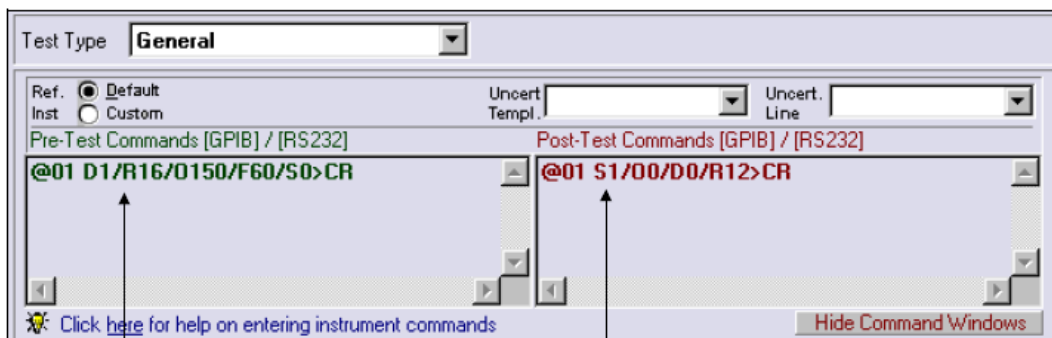 Test Type General
Ref. Inst Default Custom Uncert Templ. Uncert. Line
Pre-Test Commands [GPIB] / [RS232] Post-Test Commands [GPIB] / [RS232]
@01 D1/R16/O150/F60/S0>CR @01 S1/O0/D0/R12>CR
Click here for help on entering instrument commands Hide Command Windows